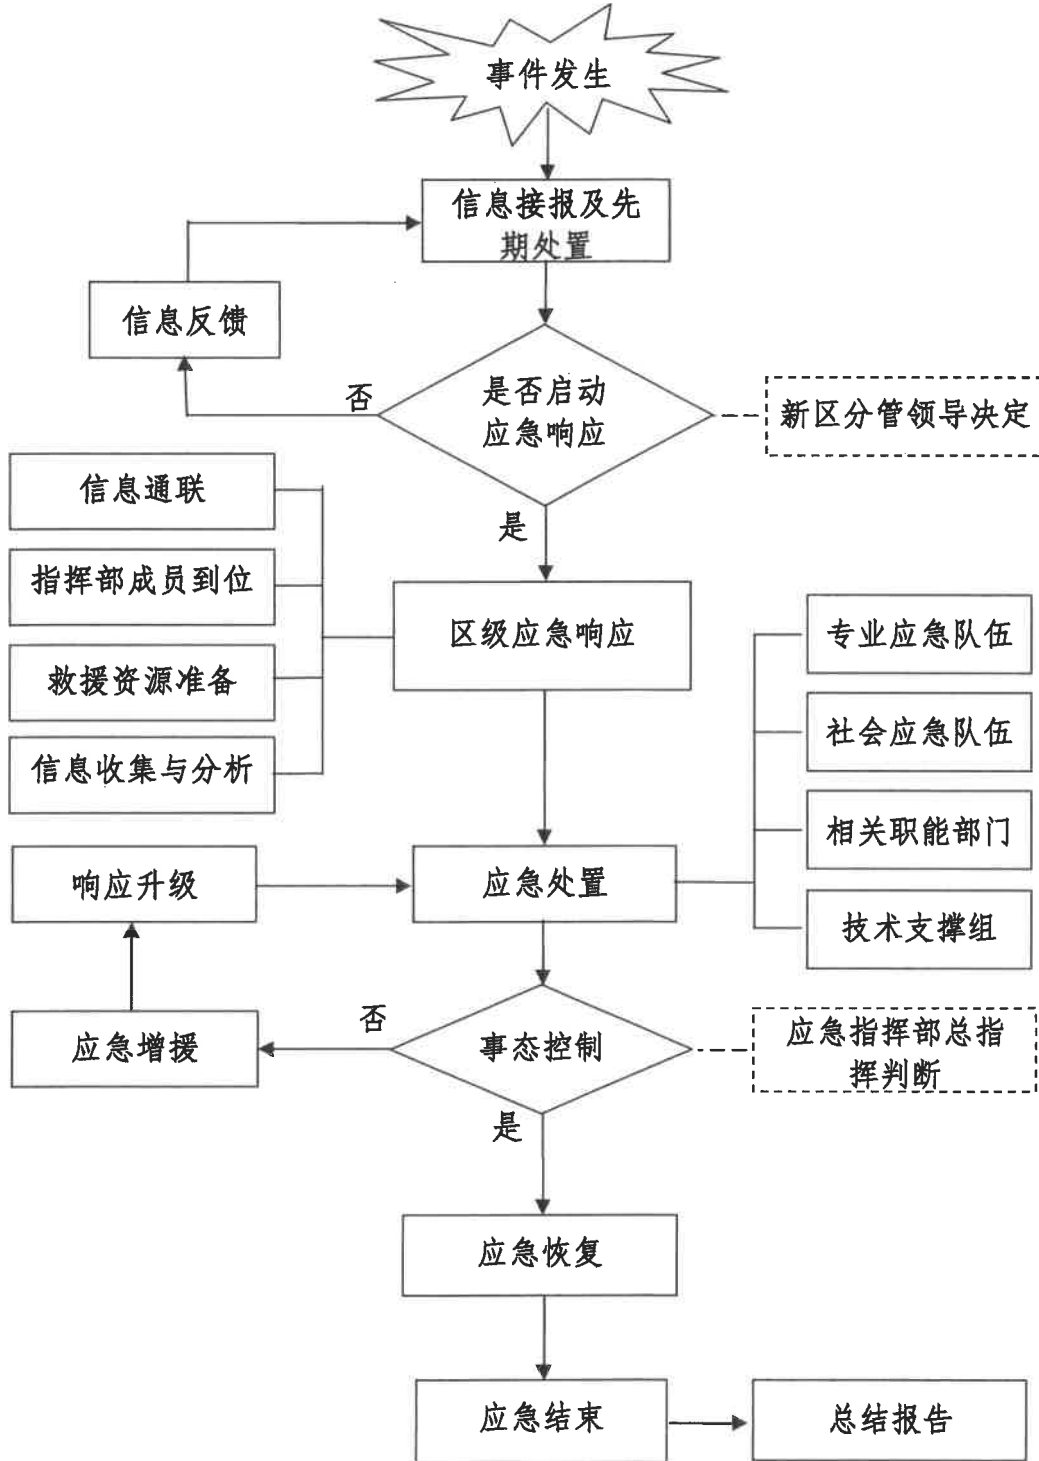 事件发生
信息接报及先
期处置
信息反馈
否
是否启动
应急响应
新区分管领导决定
是
信息通联
指挥部成员到位
救援资源准备
信息收集与分析
区级应急响应
专业应急队伍
社会应急队伍
相关职能部门
技术支撑组
响应升级
应急处置
应急增援
否
事态控制
应急指挥部总指
挥判断
是
应急恢复
应急结束
总结报告